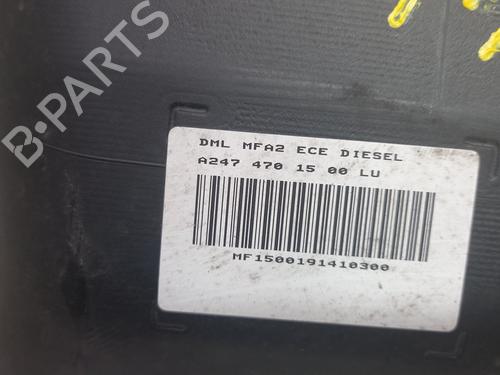 B-PARTS
DML MFA2 ECE DIESEL
A247 470 15 00 LU
MF1500191410300